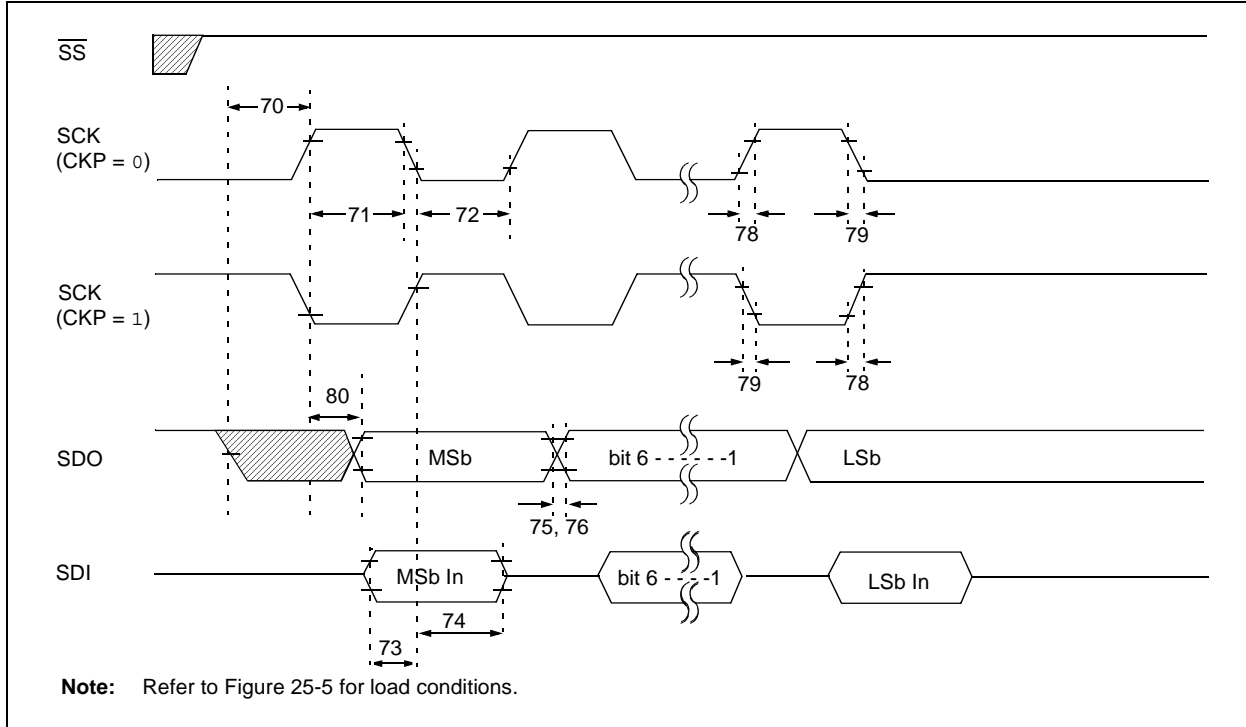 SS
70
SCK
(CKP = 0)
71
72
78
79
SCK
(CKP = 1)
79
78
80
SDO
MSb
bit 6 - - - - - -1
LSb
75, 76
SDI
MSb In
bit 6 - - - - -1
LSb In
74
73
Note: Refer to Figure 25-5 for load conditions.